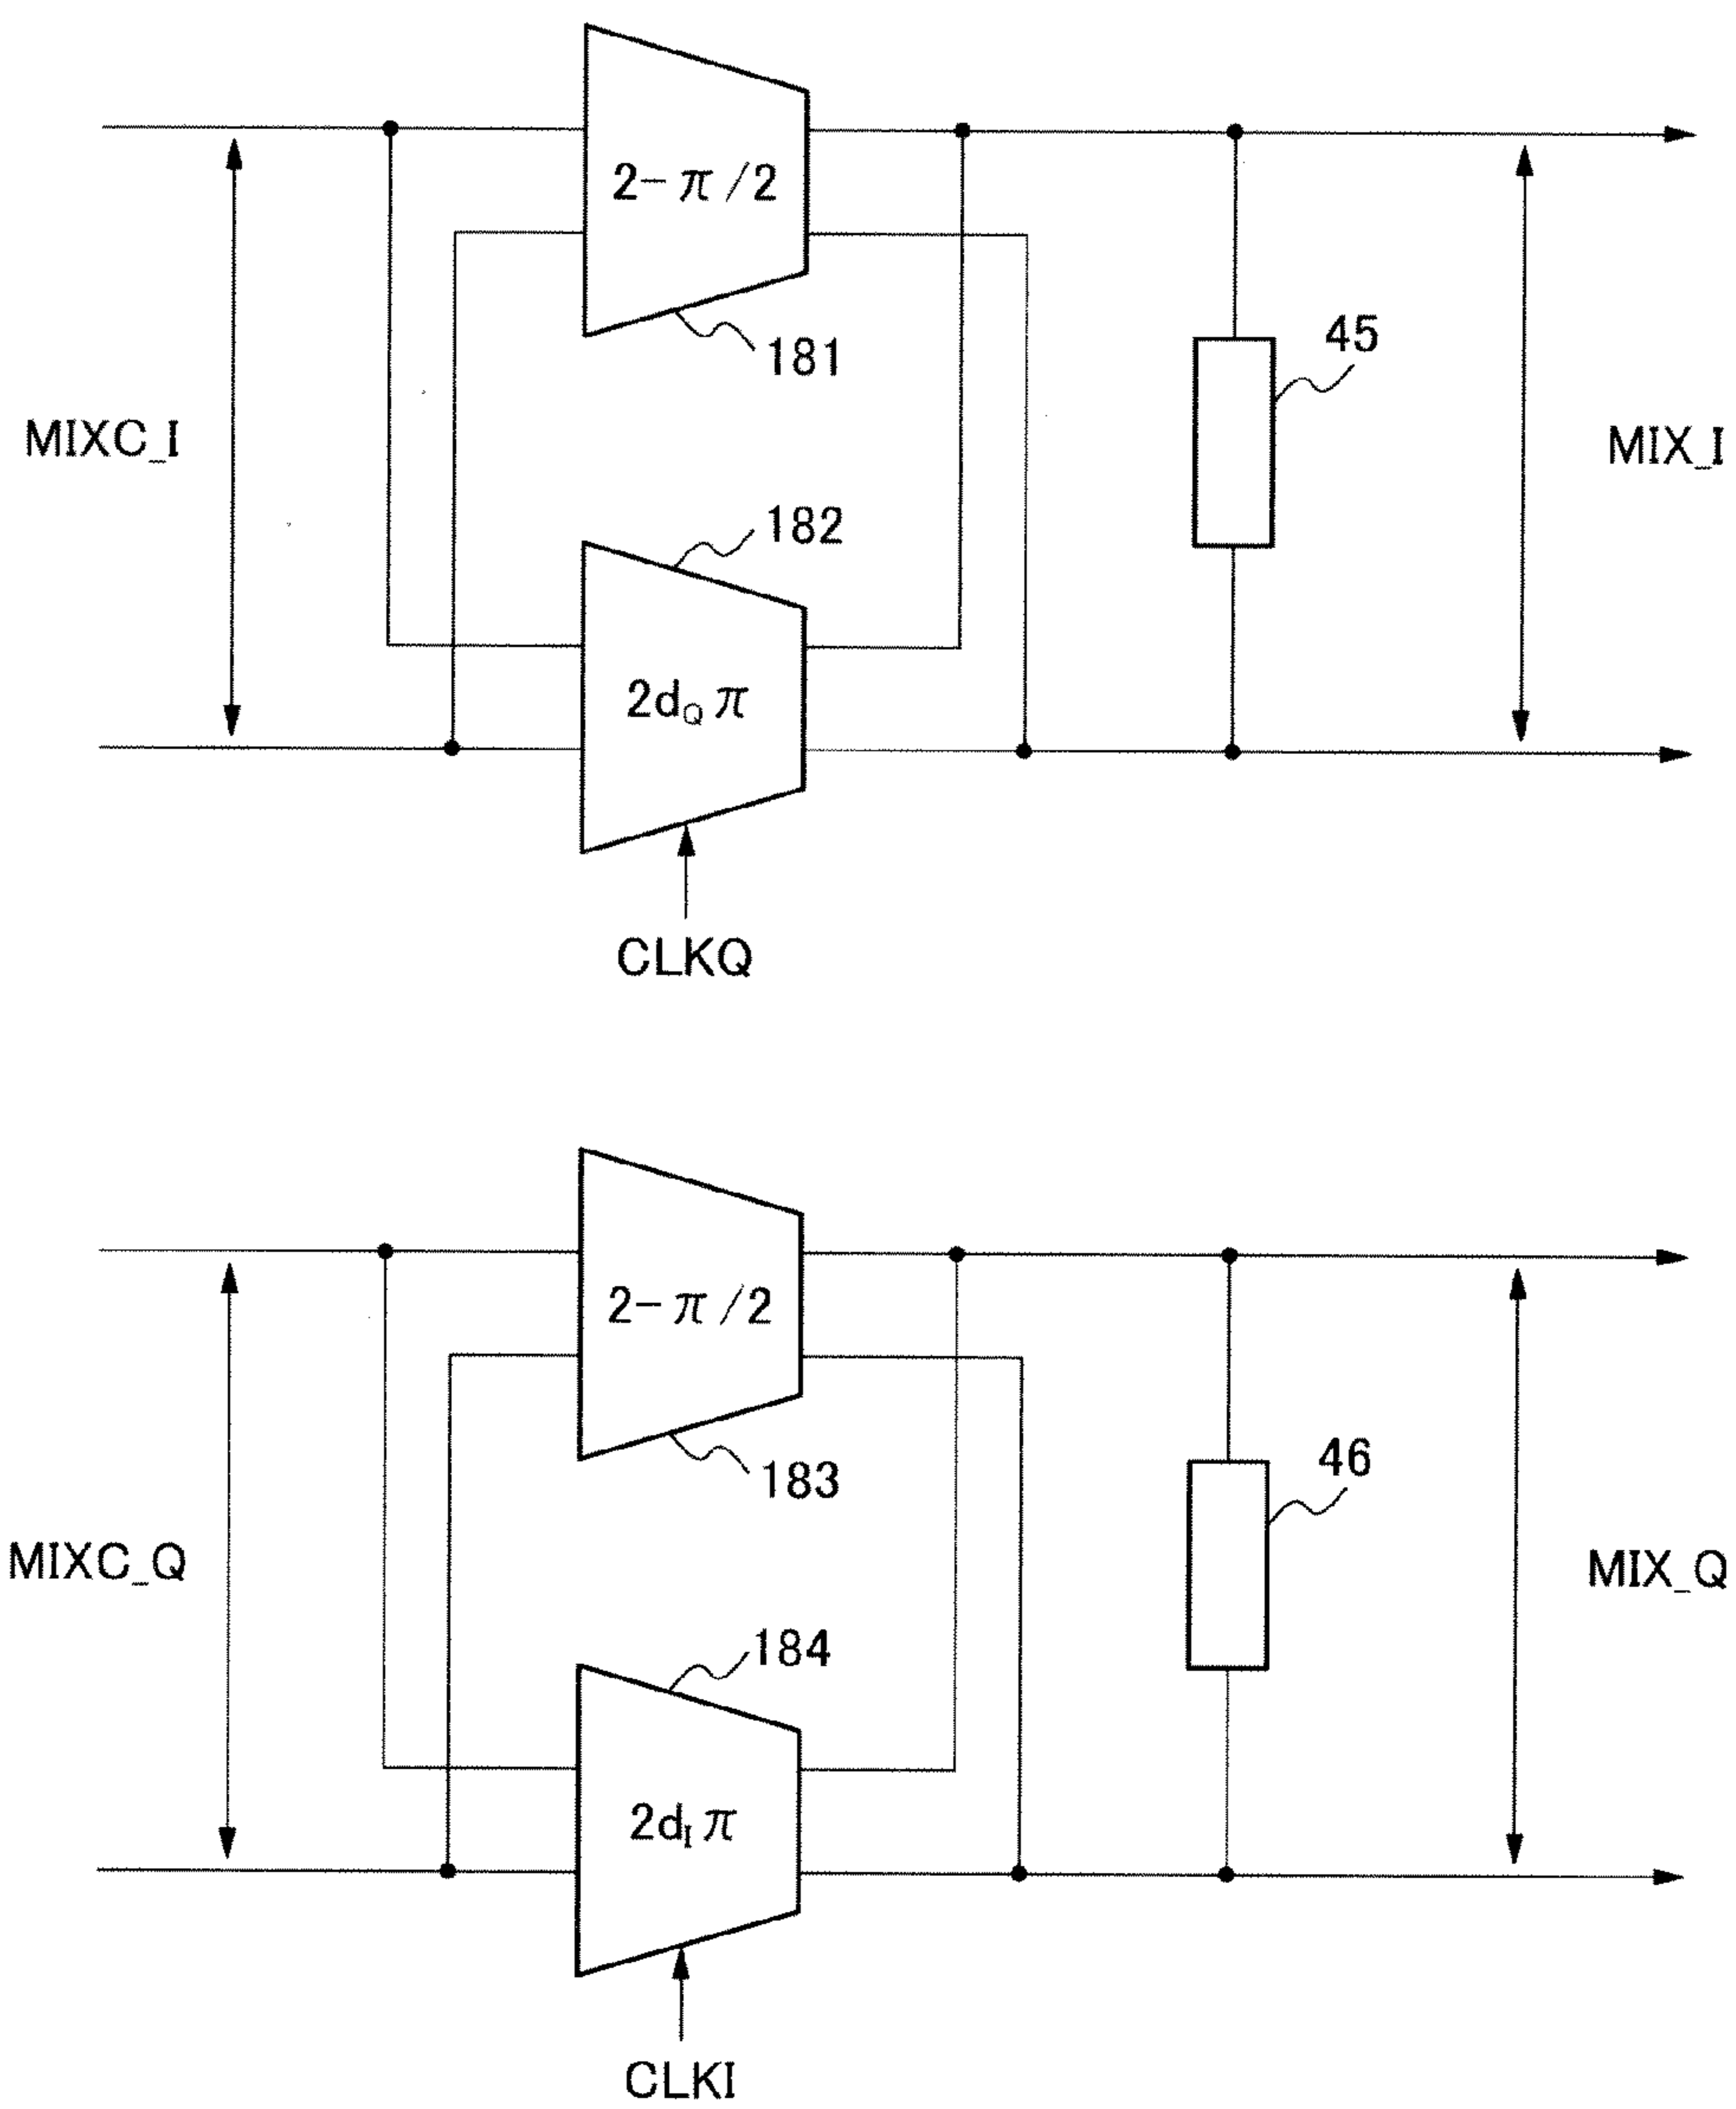 2-π/2
181
45
MIXC_I
MIX_I
182
2d_Q π
CLKQ
2-π/2
183
46
MIXC_Q
MIX_Q
184
2d_I π
CLKI